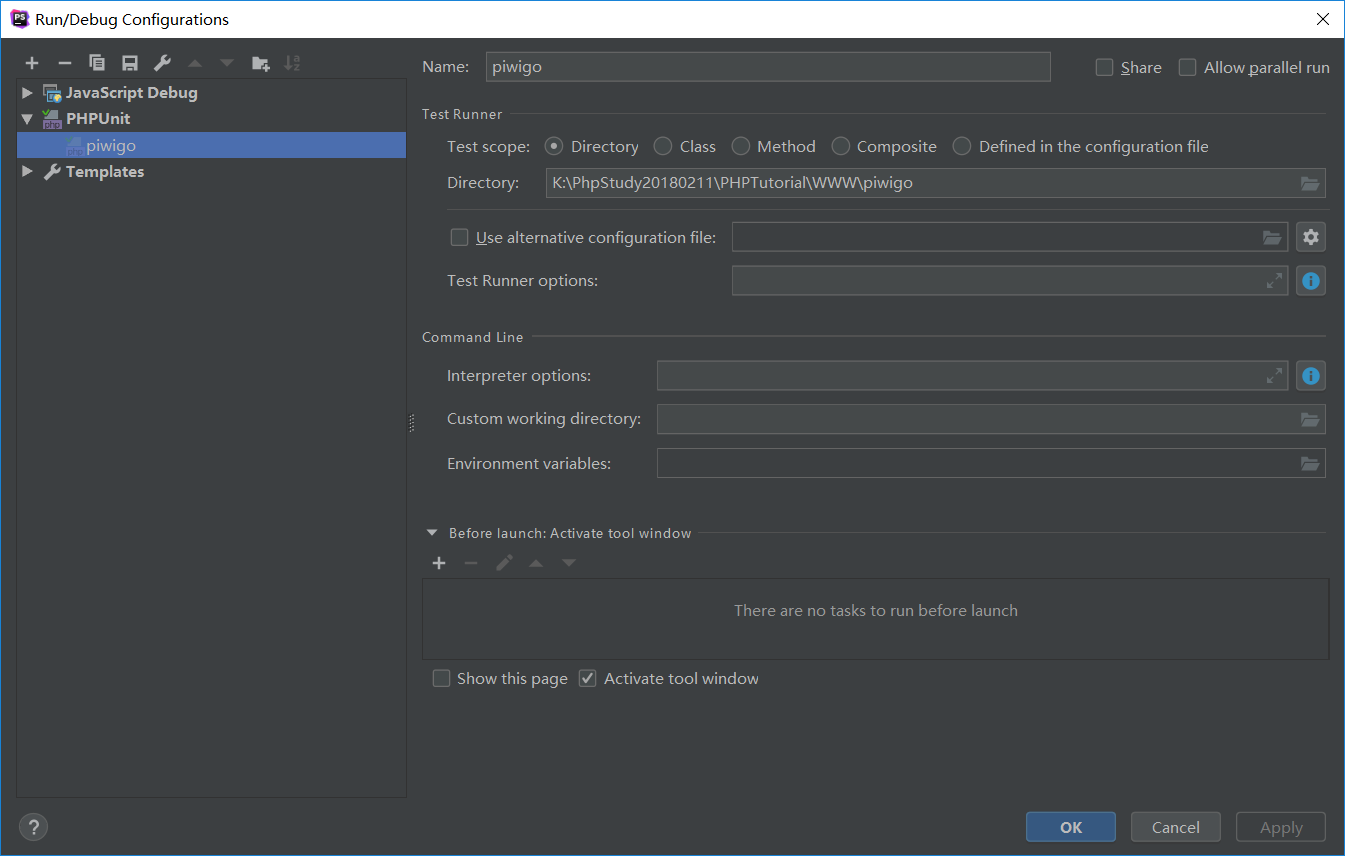 Run/Debug Configurations
Name: piwigo Share Allow parallel run
JavaScript Debug
PHPUnit
piwigo
Templates
Test Runner
Test scope: Directory Class Method Composite Defined in the configuration file
Directory: K:\PhpStudy20180211\PHPTutorial\WWW\piwigo
Use alternative configuration file:
Test Runner options:
Command Line
Interpreter options:
Custom working directory:
Environment variables:
Before launch: Activate tool window
There are no tasks to run before launch
Show this page Activate tool window
? OK Cancel Apply